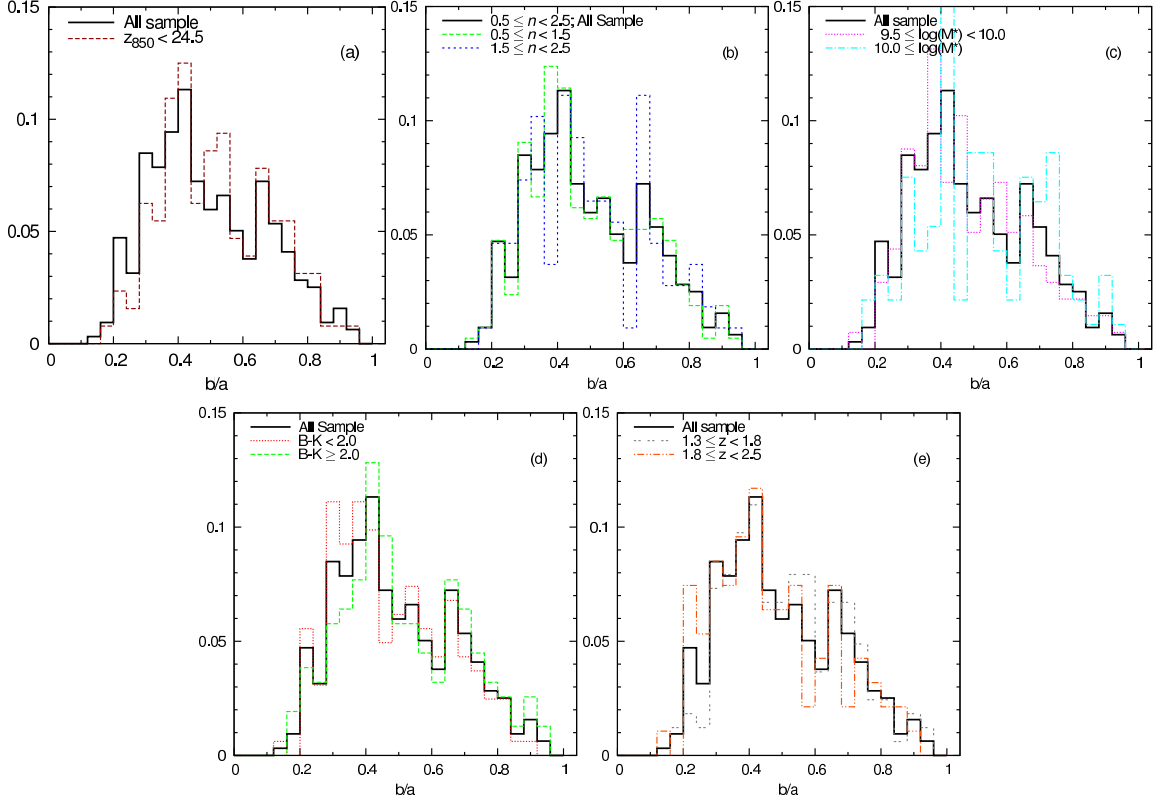 0.15
0.1
0.05
0
0
0.2
0.4
0.6
0.8
1
b/a
All sample
z850 < 24.5
(a)
0.15
0.1
0.05
0
0
0.2
0.4
0.6
0.8
1
b/a
0.5 ≤ n < 2.5; All Sample
0.5 ≤ n < 1.5
1.5 ≤ n < 2.5
(b)
0.15
0.1
0.05
0
0
0.2
0.4
0.6
0.8
1
b/a
All sample
9.5 ≤ log(M*) < 10.0
10.0 ≤ log(M*)
(c)
0.15
0.1
0.05
0
0
0.2
0.4
0.6
0.8
1
b/a
All Sample
B-K < 2.0
B-K ≥ 2.0
(d)
0.15
0.1
0.05
0
0
0.2
0.4
0.6
0.8
1
b/a
All sample
1.3 ≤ z < 1.8
1.8 ≤ z < 2.5
(e)